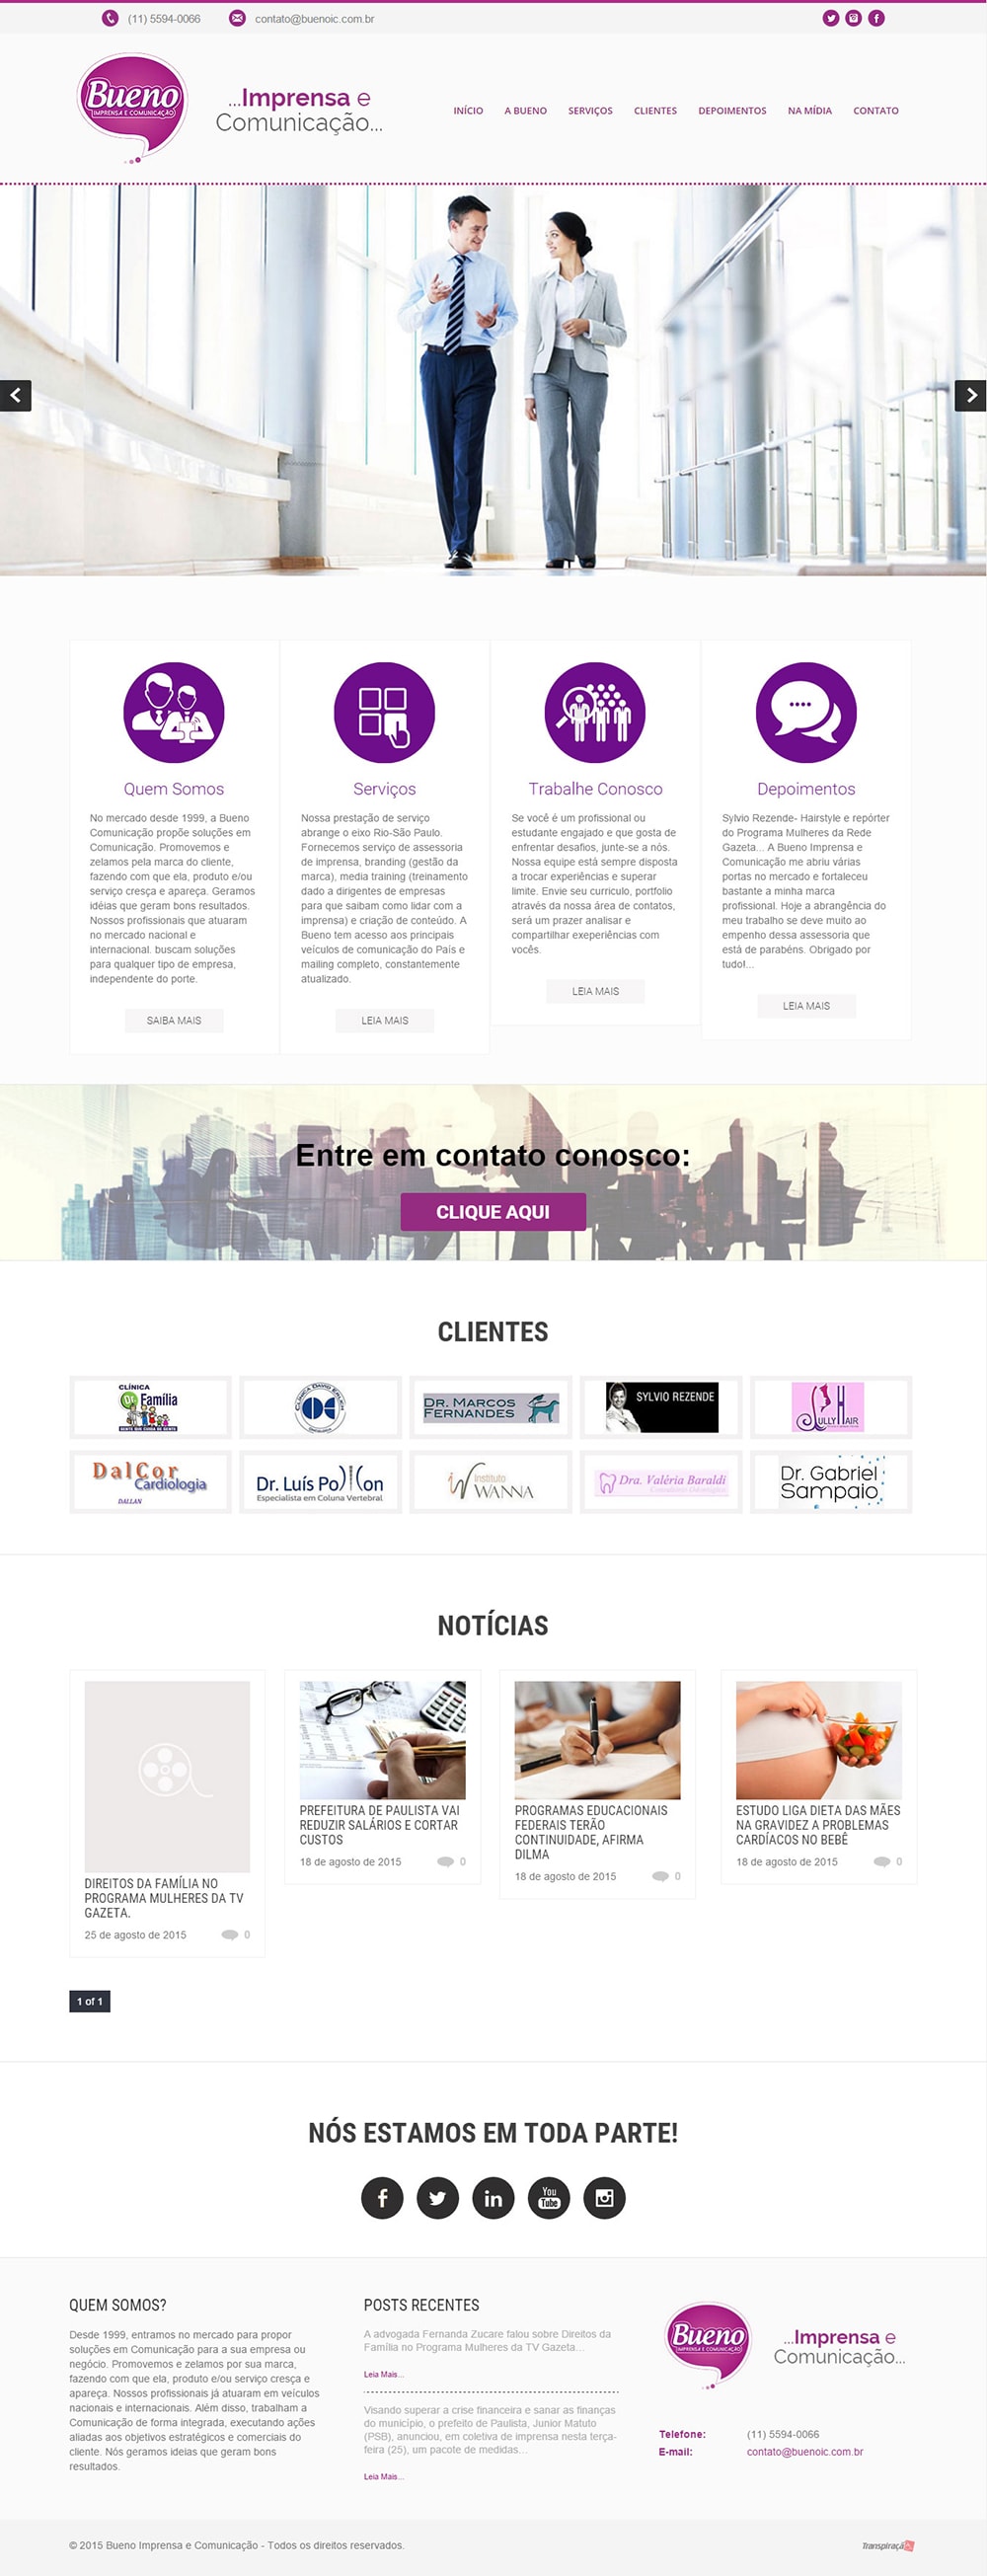 (11) 5594-0066
contato@buenoic.com.br
Bueno
IMPRENSA E COMUNICAÇÃO
...Imprensa e
Comunicação...
INÍCIO A BUENO SERVIÇOS CLIENTES DEPOIMENTOS NA MÍDIA CONTATO
Quem Somos
No mercado desde 1999, a Bueno
Comunicação propõe soluções em
Comunicação. Promovemos e
zelamos pela marca do cliente,
fazendo com que ela, produto e/ou
serviço cresça e apareça. Geramos
idéias que geram bons resultados.
Nossos profissionais que atuaram
no mercado nacional e
internacional. buscam soluções
para qualquer tipo de empresa,
independente do porte.
SAIBA MAIS
Serviços
Nossa prestação de serviço
abrange o eixo Rio-São Paulo.
Fornecemos serviço de assessoria
de imprensa, branding (gestão da
marca), media training (treinamento
dado a dirigentes de empresas
para que saibam como lidar com a
imprensa) e criação de conteúdo. A
Bueno tem acesso aos principais
veículos de comunicação do País e
mailing completo, constantemente
atualizado.
LEIA MAIS
Trabalhe Conosco
Se você é um profissional ou
estudante engajado e que gosta de
enfrentar desafios, junte-se a nós.
Nossa equipe está sempre disposta
a trocar experiências e superar
limite. Envie seu curriculo, portfolio
através da nossa área de contatos,
será um prazer analisar e
compartilhar exeperiências com
vocês.
LEIA MAIS
Depoimentos
Sylvio Rezende- Hairstyle e repórter
do Programa Mulheres da Rede
Gazeta... A Bueno Imprensa e
Comunicação me abriu várias
portas no mercado e fortaleceu
bastante a minha marca
profissional. Hoje a abrangência do
meu trabalho se deve muito ao
empenho dessa assessoria que
está de parabéns. Obrigado por
tudo!...
LEIA MAIS
Entre em contato conosco:
CLIQUE AQUI
CLIENTES
CLÍNICA
Dr Família
DR. MARCOS
FERNANDES
SYLVIO REZENDE
JULLY HAIR
DalCor
Cardiologia
DALLAN
Dr. Luís Pollon
Especialista em Coluna Vertebral
Instituto
WANNA
Dra. Valéria Baraldi
Dr. Gabriel
Sampaio
NOTÍCIAS
DIREITOS DA FAMÍLIA NO
PROGRAMA MULHERES DA TV
GAZETA.
25 de agosto de 2015 0
PREFEITURA DE PAULISTA VAI
REDUZIR SALÁRIOS E CORTAR
CUSTOS
18 de agosto de 2015 0
PROGRAMAS EDUCACIONAIS
FEDERAIS TERÃO
CONTINUIDADE, AFIRMA
DILMA
18 de agosto de 2015 0
ESTUDO LIGA DIETA DAS MÃES
NA GRAVIDEZ A PROBLEMAS
CARDÍACOS NO BEBÊ
18 de agosto de 2015 0
1 of 1
NÓS ESTAMOS EM TODA PARTE!
You
Tube
QUEM SOMOS?
Desde 1999, entramos no mercado para propor
soluções em Comunicação para a sua empresa ou
negócio. Promovemos e zelamos por sua marca,
fazendo com que ela, produto e/ou serviço cresça e
apareça. Nossos profissionais já atuaram em veículos
nacionais e internacionais. Além disso, trabalham a
Comunicação de forma integrada, executando ações
aliadas aos objetivos estratégicos e comerciais do
cliente. Nós geramos ideias que geram bons
resultados.
POSTS RECENTES
A advogada Fernanda Zucare falou sobre Direitos da
Família no Programa Mulheres da TV Gazeta...
Leia Mais...
Visando superar a crise financeira e sanar as finanças
do município, o prefeito de Paulista, Junior Matuto
(PSB), anunciou, em coletiva de imprensa nesta terça-
feira (25), um pacote de medidas...
Leia Mais...
Bueno
IMPRENSA E COMUNICAÇÃO
...Imprensa e
Comunicação...
Telefone: (11) 5594-0066
E-mail: contato@buenoic.com.br
© 2015 Bueno Imprensa e Comunicação - Todos os direitos reservados.